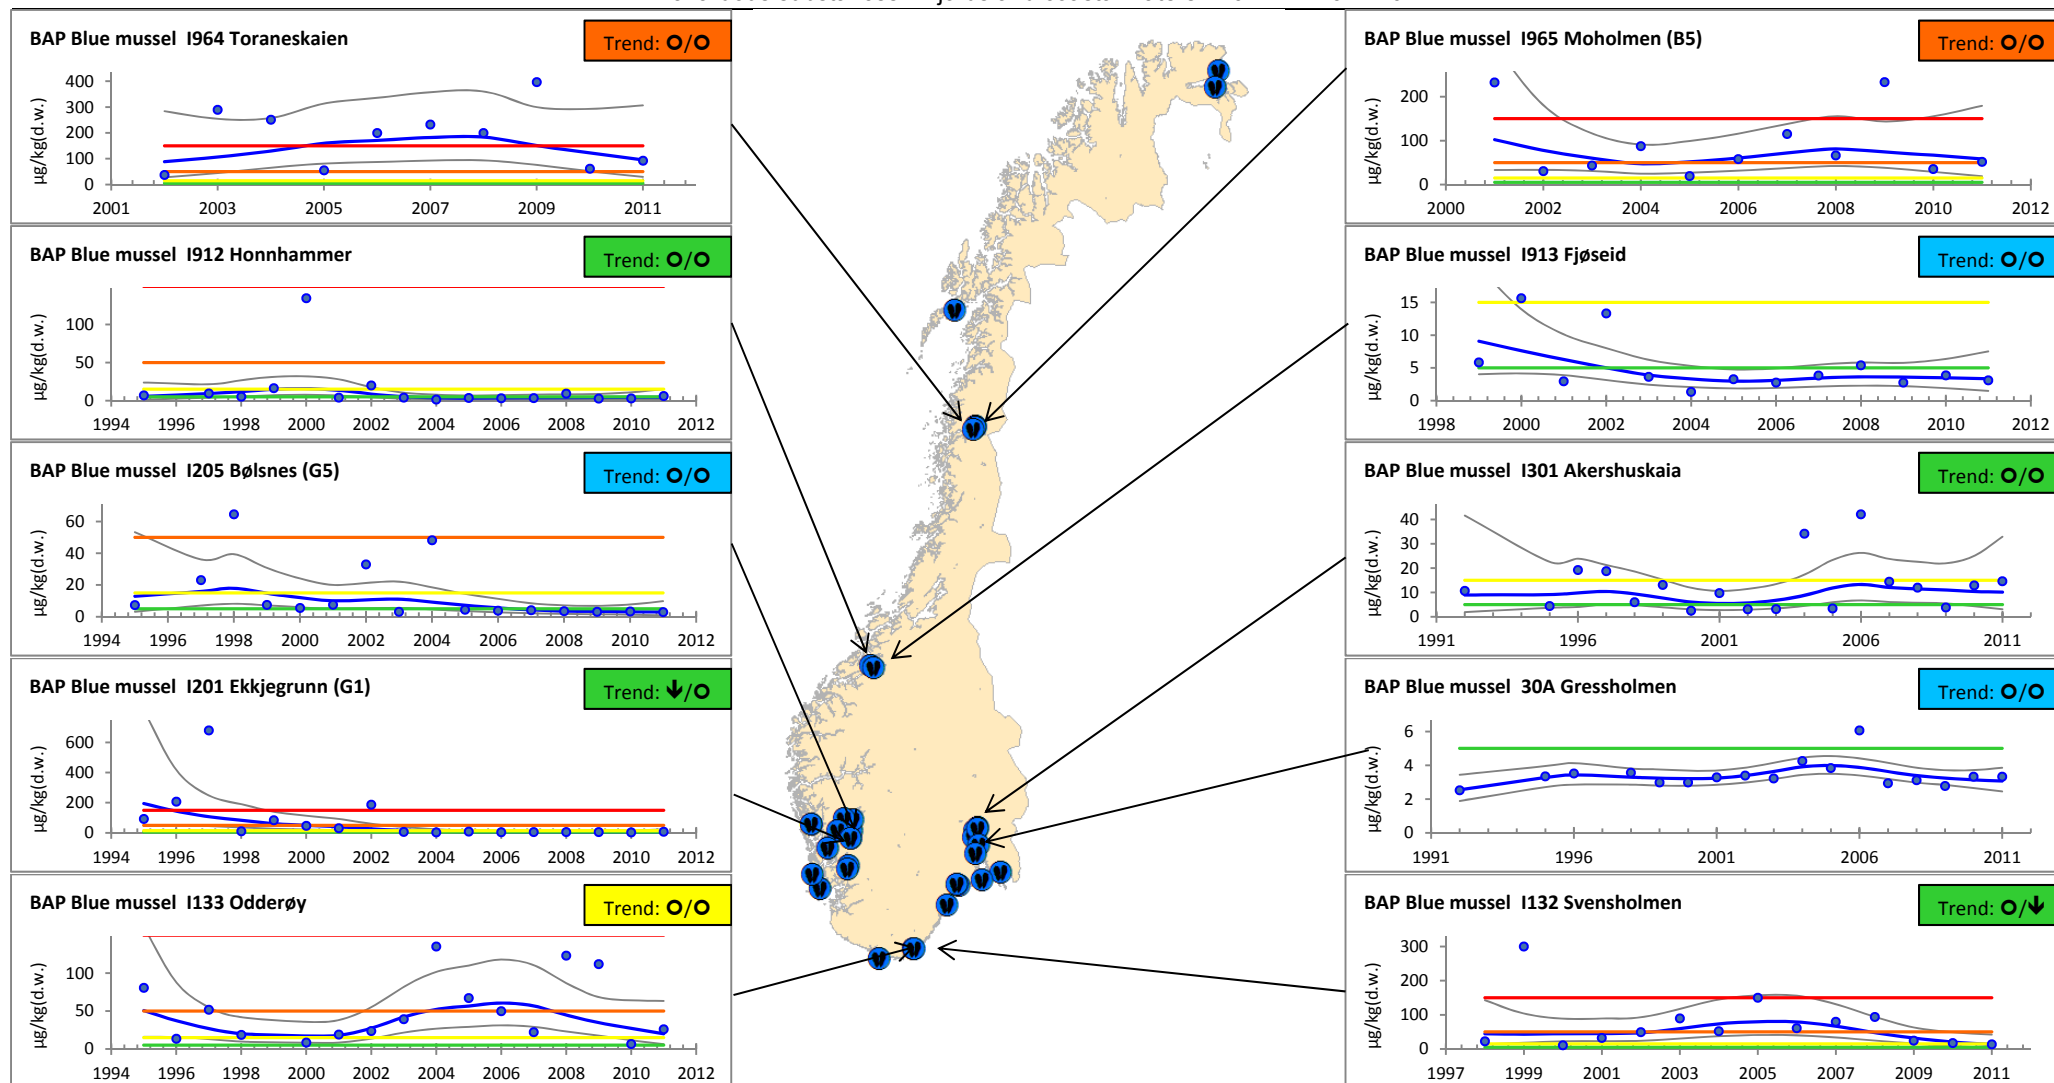 BAP Blue mussel I964 Toraneskaien
Trend: O/O
µg/kg(d.w.)
400
300
200
100
0
2001 2003 2005 2007 2009 2011
BAP Blue mussel I912 Honnhammer
Trend: O/O
µg/kg(d.w.)
100
50
0
1994 1996 1998 2000 2002 2004 2006 2008 2010 2012
BAP Blue mussel I205 Bølsnes (G5)
Trend: O/O
µg/kg(d.w.)
60
40
20
0
1994 1996 1998 2000 2002 2004 2006 2008 2010 2012
BAP Blue mussel I201 Ekkjegrunn (G1)
Trend: ↓/O
µg/kg(d.w.)
600
400
200
0
1994 1996 1998 2000 2002 2004 2006 2008 2010 2012
BAP Blue mussel I133 Odderøy
Trend: O/O
µg/kg(d.w.)
100
50
0
1994 1996 1998 2000 2002 2004 2006 2008 2010 2012
BAP Blue mussel I965 Moholmen (B5)
Trend: O/O
µg/kg(d.w.)
200
100
0
2000 2002 2004 2006 2008 2010 2012
BAP Blue mussel I913 Fjøseid
Trend: O/O
µg/kg(d.w.)
15
10
5
0
1998 2000 2002 2004 2006 2008 2010 2012
BAP Blue mussel I301 Akershuskaia
Trend: O/O
µg/kg(d.w.)
40
30
20
10
0
1991 1996 2001 2006 2011
BAP Blue mussel 30A Gressholmen
Trend: O/O
µg/kg(d.w.)
6
4
2
0
1991 1996 2001 2006 2011
BAP Blue mussel I132 Svensholmen
Trend: O/↓
µg/kg(d.w.)
300
200
100
0
1997 1999 2001 2003 2005 2007 2009 2011